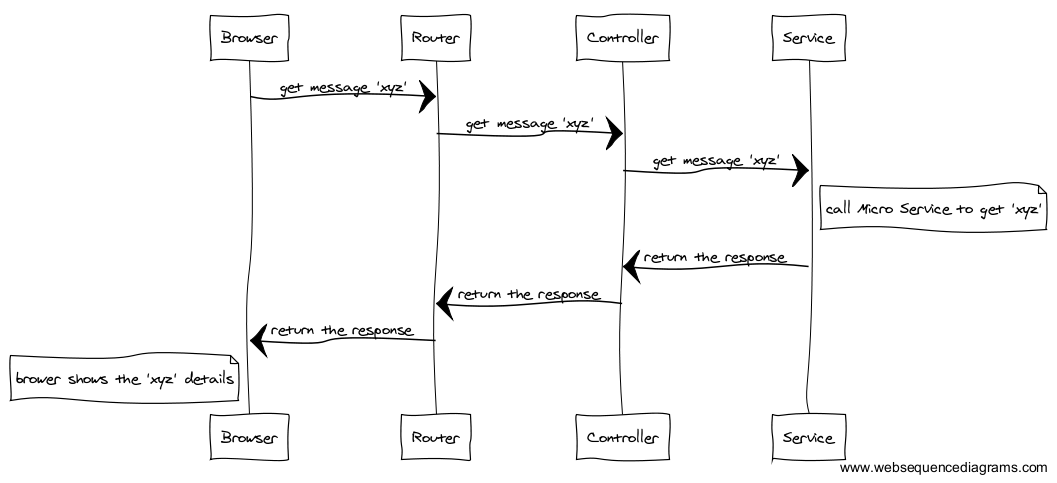 Browser
Router
Controller
Service
get message 'xyz'
get message 'xyz'
get message 'xyz'
call Micro Service to get 'xyz'
return the response
return the response
return the response
brower shows the 'xyz' details
Browser
Router
Controller
Service
www.websequencediagrams.com